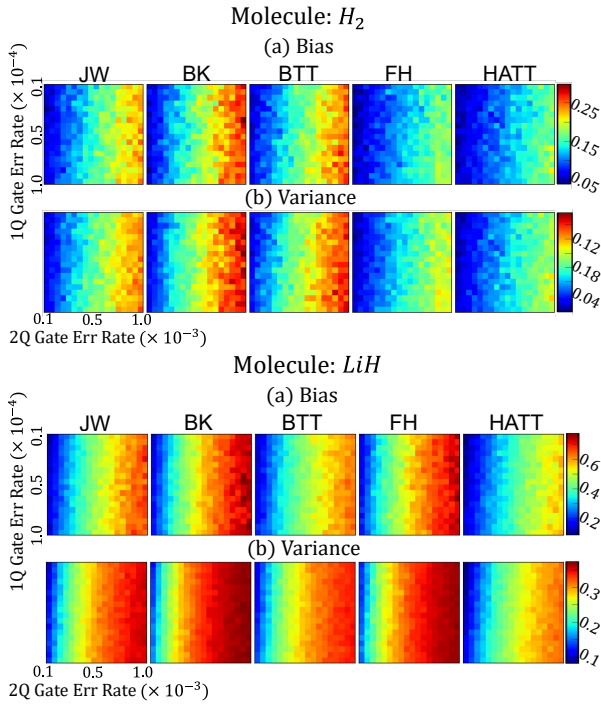 Molecule: H₂
(a) Bias
JW BK BTT FH HATT
1Q Gate Err Rate (× 10⁻⁴)
0.1
0.5
1.0
0.25
0.15
0.05
(b) Variance
0.12
0.18
0.04
0.1 0.5 1.0
2Q Gate Err Rate (× 10⁻³)
Molecule: LiH
(a) Bias
JW BK BTT FH HATT
1Q Gate Err Rate (× 10⁻⁴)
0.1
0.5
1.0
0.6
0.4
0.2
(b) Variance
0.3
0.2
0.1
0.1 0.5 1.0
2Q Gate Err Rate (× 10⁻³)